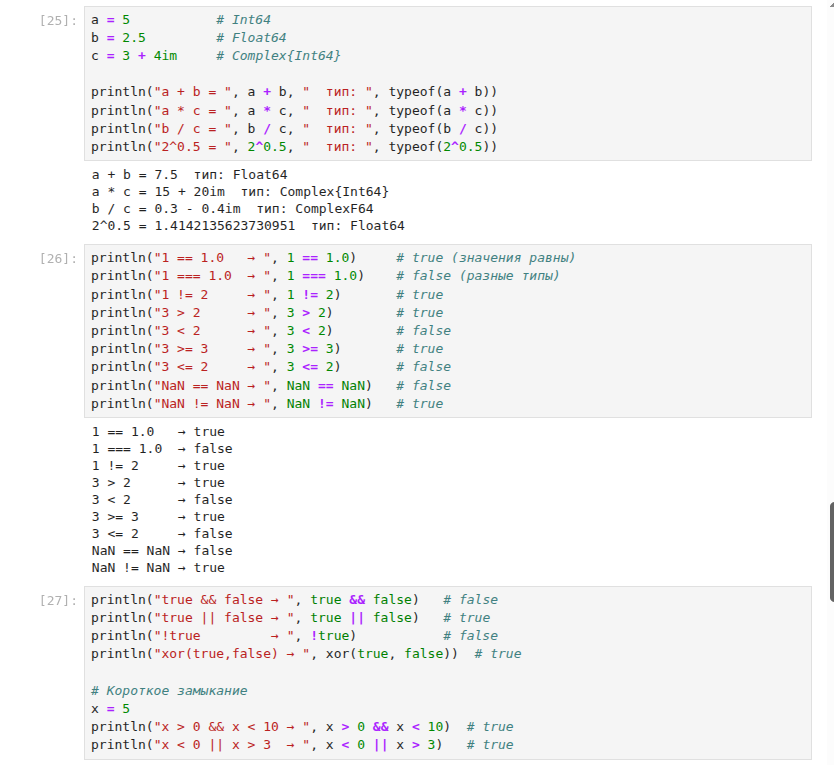 [25]: a = 5           # Int64
b = 2.5         # Float64
c = 3 + 4im     # Complex{Int64}
println("a + b = ", a + b, "  тип: ", typeof(a + b))
println("a * c = ", a * c, "  тип: ", typeof(a * c))
println("b / c = ", b / c, "  тип: ", typeof(b / c))
println("2^0.5 = ", 2^0.5, "  тип: ", typeof(2^0.5))
a + b = 7.5  тип: Float64
a * c = 15 + 20im  тип: Complex{Int64}
b / c = 0.3 - 0.4im  тип: ComplexF64
2^0.5 = 1.4142135623730951  тип: Float64
[26]: println("1 == 1.0   → ", 1 == 1.0)     # true (значения равны)
println("1 === 1.0  → ", 1 === 1.0)    # false (разные типы)
println("1 != 2     → ", 1 != 2)       # true
println("3 > 2      → ", 3 > 2)        # true
println("3 < 2      → ", 3 < 2)        # false
println("3 >= 3     → ", 3 >= 3)       # true
println("3 <= 2     → ", 3 <= 2)       # false
println("NaN == NaN → ", NaN == NaN)   # false
println("NaN != NaN → ", NaN != NaN)   # true
1 == 1.0   → true
1 === 1.0  → false
1 != 2     → true
3 > 2      → true
3 < 2      → false
3 >= 3     → true
3 <= 2     → false
NaN == NaN → false
NaN != NaN → true
[27]: println("true && false → ", true && false)   # false
println("true || false → ", true || false)   # true
println("!true         → ", !true)           # false
println("xor(true,false) → ", xor(true, false))  # true
# Короткое замыкание
x = 5
println("x > 0 && x < 10 → ", x > 0 && x < 10)  # true
println("x < 0 || x > 3  → ", x < 0 || x > 3)   # true